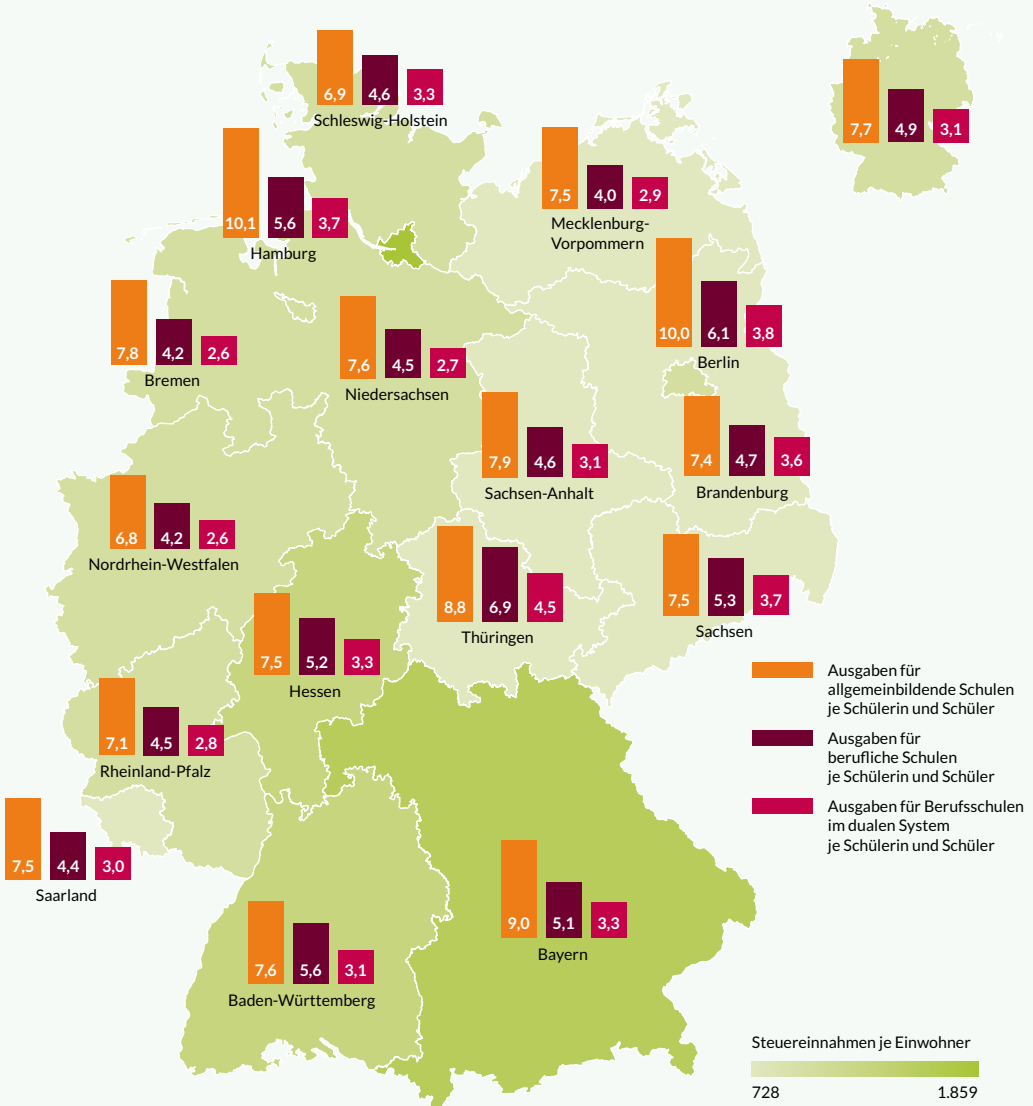 6,9 4,6 3,3
Schleswig-Holstein
7,7 4,9 3,1
10,1 5,6 3,7
Hamburg
7,5 4,0 2,9
Mecklenburg-
Vorpommern
7,8 4,2 2,6
Bremen
7,6 4,5 2,7
Niedersachsen
10,0 6,1 3,8
Berlin
7,9 4,6 3,1
Sachsen-Anhalt
7,4 4,7 3,6
Brandenburg
6,8 4,2 2,6
Nordrhein-Westfalen
8,8 6,9 4,5
Thüringen
7,5 5,3 3,7
Sachsen
7,5 5,2 3,3
Hessen
7,1 4,5 2,8
Rheinland-Pfalz
7,5 4,4 3,0
Saarland
9,0 5,1 3,3
Bayern
7,6 5,6 3,1
Baden-Württemberg
Ausgaben für
allgemeinbildende Schulen
je Schülerin und Schüler
Ausgaben für
berufliche Schulen
je Schülerin und Schüler
Ausgaben für Berufsschulen
im dualen System
je Schülerin und Schüler
Steuereinnahmen je Einwohner
728 1.859